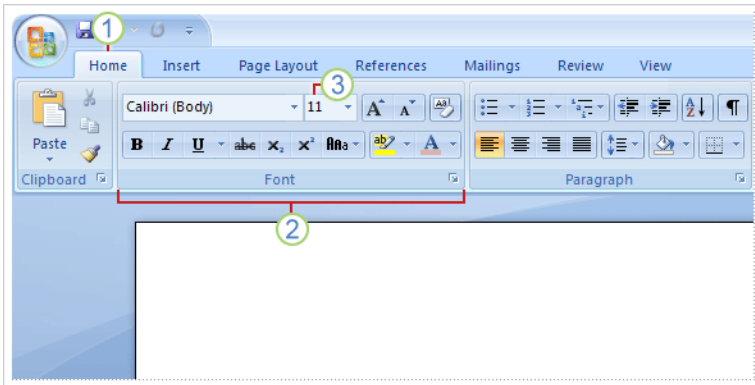 1
Home Insert Page Layout References Mailings Review View
3
Calibri (Body) 11 A A Aa
Paste B I U abc x₂ x² Aa ab A
Clipboard Font Paragraph
2